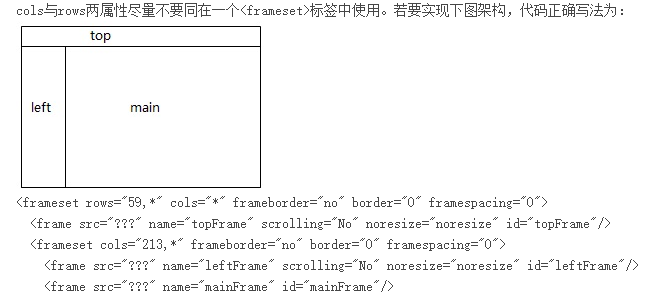 cols与rows两属性尽量不要同在一个<frameset>标签中使用。若要实现下图架构，代码正确写法为：
top
left
main
<frameset rows="59,*" cols="*" frameborder="no" border="0" framespacing="0">
<frame src="???" name="topFrame" scrolling="No" noresize="noresize" id="topFrame"/>
<frameset cols="213,*" frameborder="no" border="0" framespacing="0">
<frame src="???" name="leftFrame" scrolling="No" noresize="noresize" id="leftFrame"/>
<frame src="???" name="mainFrame" id="mainFrame"/>